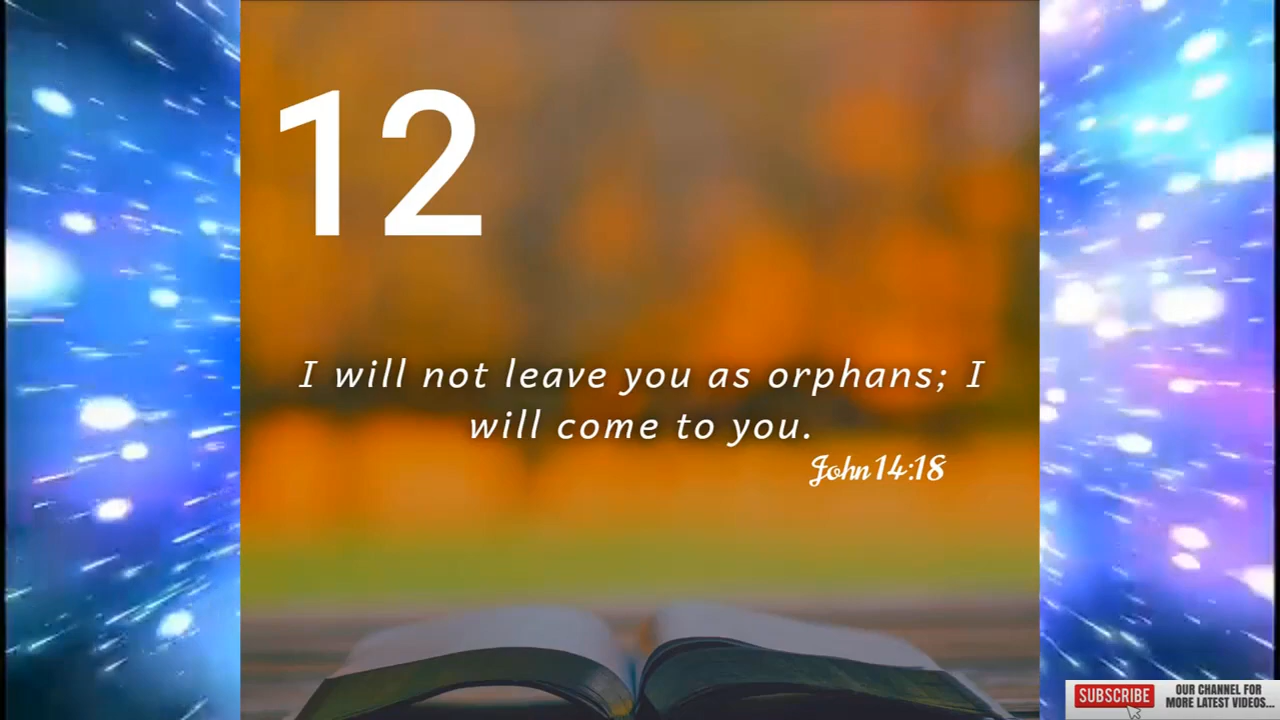 12
I will not leave you as orphans; I
will come to you.
John 14:18
SUBSCRIBE
OUR CHANNEL FOR
MORE LATEST VIDEOS...